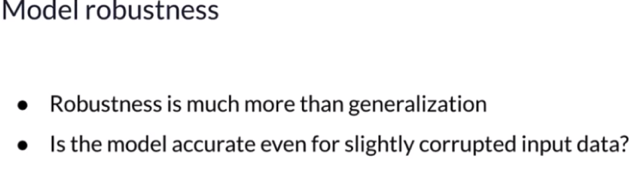 Model robustness
● Robustness is much more than generalization
● Is the model accurate even for slightly corrupted input data?